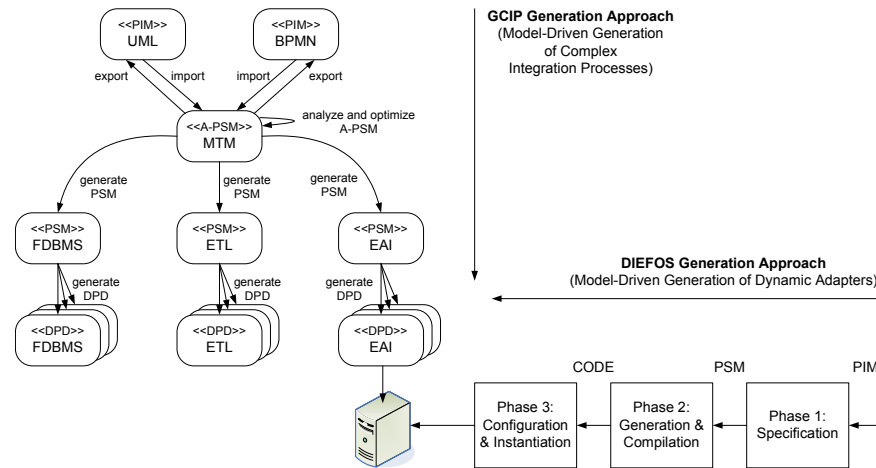 <<PIM>>
UML
<<PIM>>
BPMN
export
import
import
export
<<A-PSM>>
MTM
analyze and optimize
A-PSM
generate
PSM
generate
PSM
generate
PSM
<<PSM>>
FDBMS
<<PSM>>
ETL
<<PSM>>
EAI
generate
DPD
generate
DPD
generate
DPD
<<DPD>>
FDBMS
<<DPD>>
ETL
<<DPD>>
EAI
GCIP Generation Approach
(Model-Driven Generation
of Complex
Integration Processes)
DIEFOS Generation Approach
(Model-Driven Generation of Dynamic Adapters)
CODE
PSM
PIM
Phase 3:
Configuration
& Instantiation
Phase 2:
Generation &
Compilation
Phase 1:
Specification